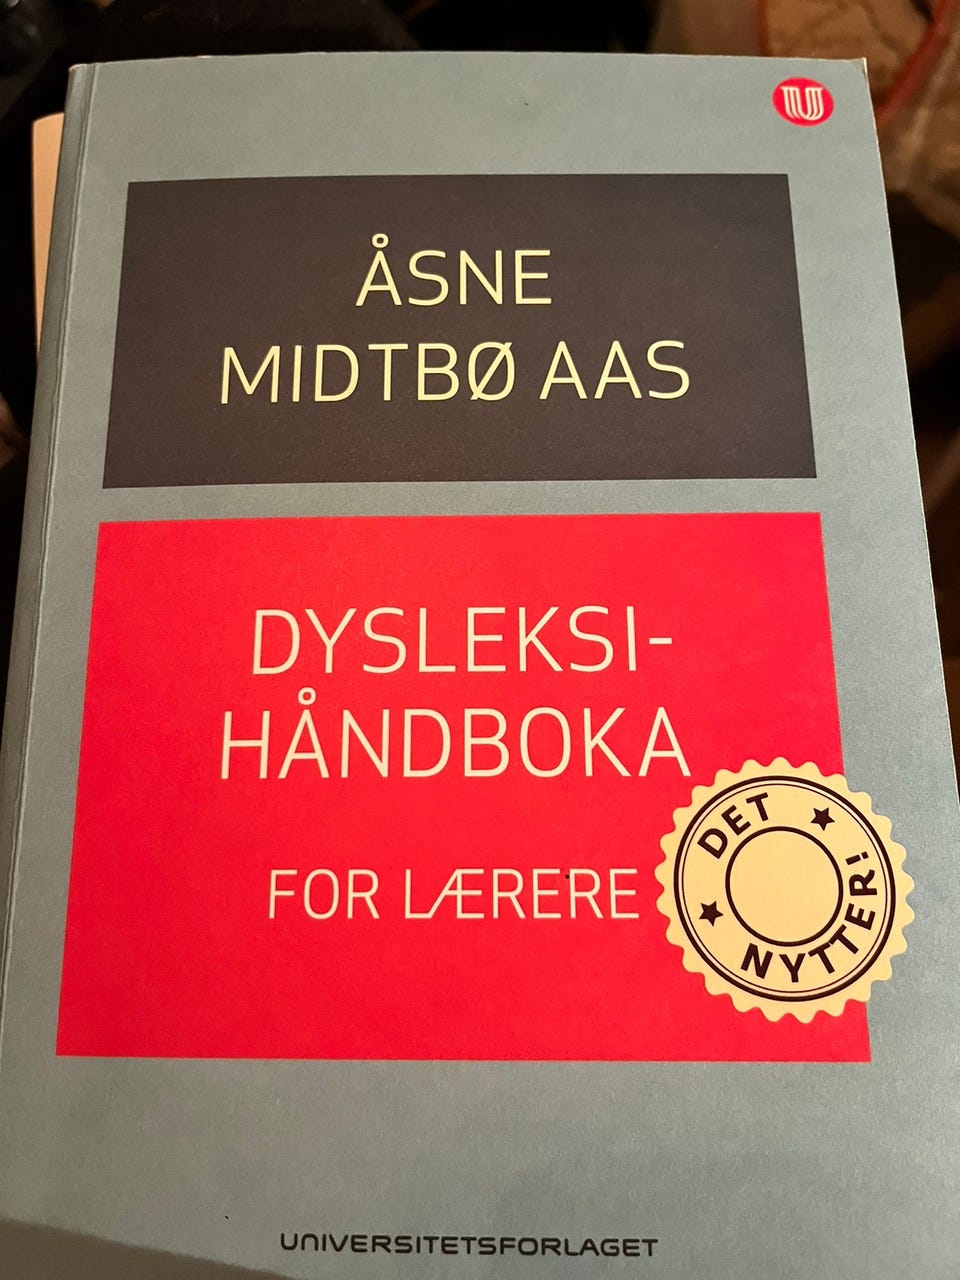 U
ÅSNE
MIDTBØ AAS
DYSLEKSI-
HÅNDBOKA
FOR LÆRERE
DET
NYTTER!
UNIVERSITETSFORLAGET